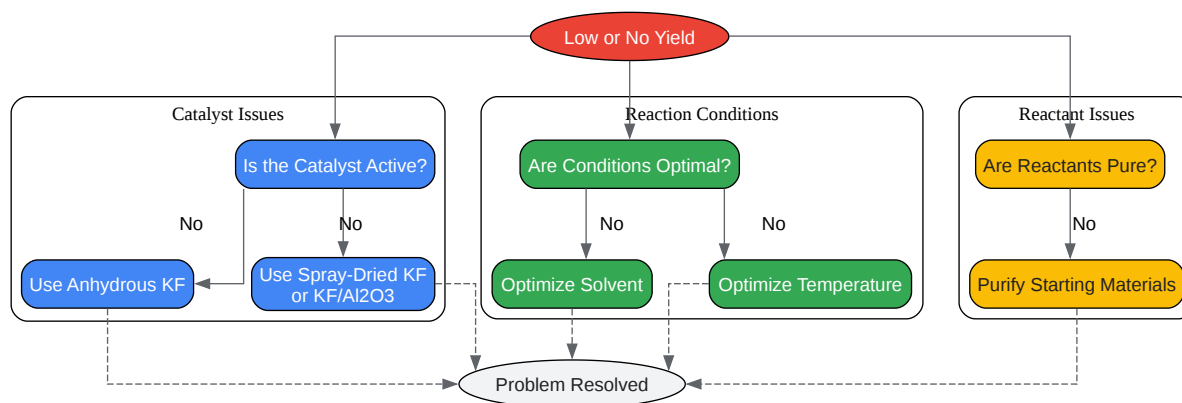 Low or No Yield
Catalyst Issues
Reaction Conditions
Reactant Issues
Is the Catalyst Active?
Are Conditions Optimal?
Are Reactants Pure?
No
No
No
No
No
Use Anhydrous KF
Use Spray-Dried KF
or KF/Al2O3
Optimize Solvent
Optimize Temperature
Purify Starting Materials
Problem Resolved